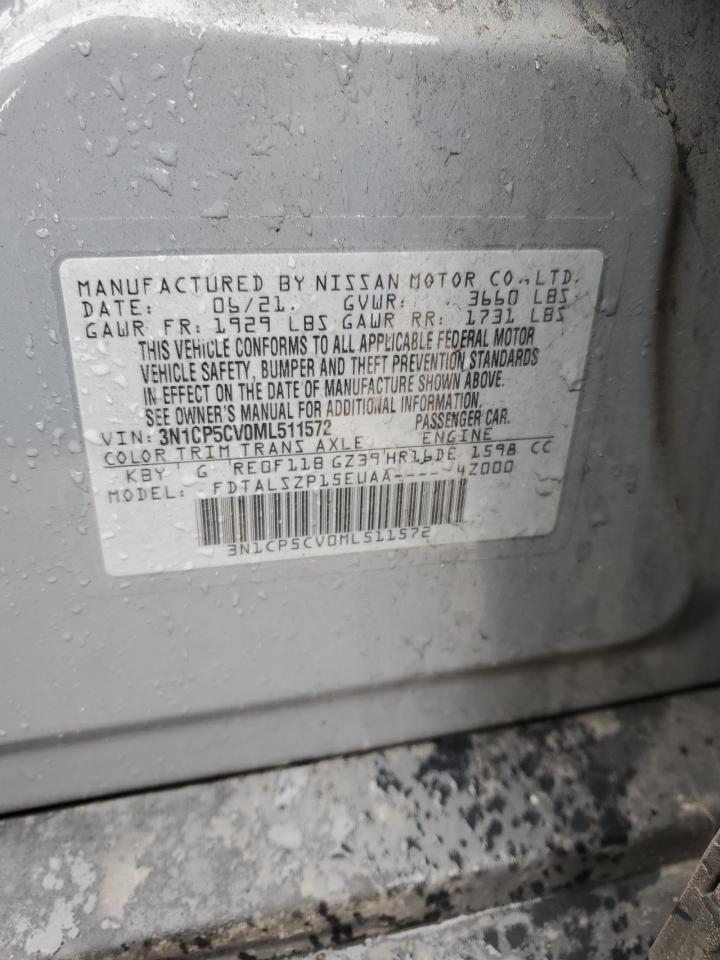 MANUFACTURED BY NISSAN MOTOR CO., LTD.
DATE: 06/21. GVWR: 3660 LBS
GAWR FR: 1929 LBS GAWR RR: 1731 LBS
THIS VEHICLE CONFORMS TO ALL APPLICABLE FEDERAL MOTOR
VEHICLE SAFETY, BUMPER AND THEFT PREVENTION STANDARDS
IN EFFECT ON THE DATE OF MANUFACTURE SHOWN ABOVE.
SEE OWNER'S MANUAL FOR ADDITIONAL INFORMATION.
VIN: 3N1CP5CV0ML511572 PASSENGER CAR.
COLOR TRIM TRANS AXLE ENGINE
KBY G RE0F11B GZ39 HR16DE 1598 CC
MODEL: FDTALSZP15EUAA-----4Z000
3N1CP5CV0ML511572